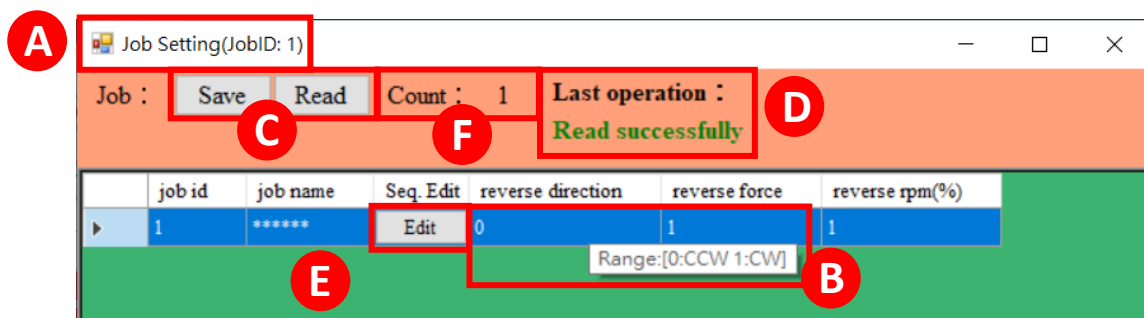 A
Job Setting(JobID: 1)
Job : Save Read Count : 1 Last operation :
Read successfully
C
F
D
job id job name Seq. Edit reverse direction reverse force reverse rpm(%)
1 ****** Edit 0 1 1
Range:[0:CCW 1:CW]
E
B